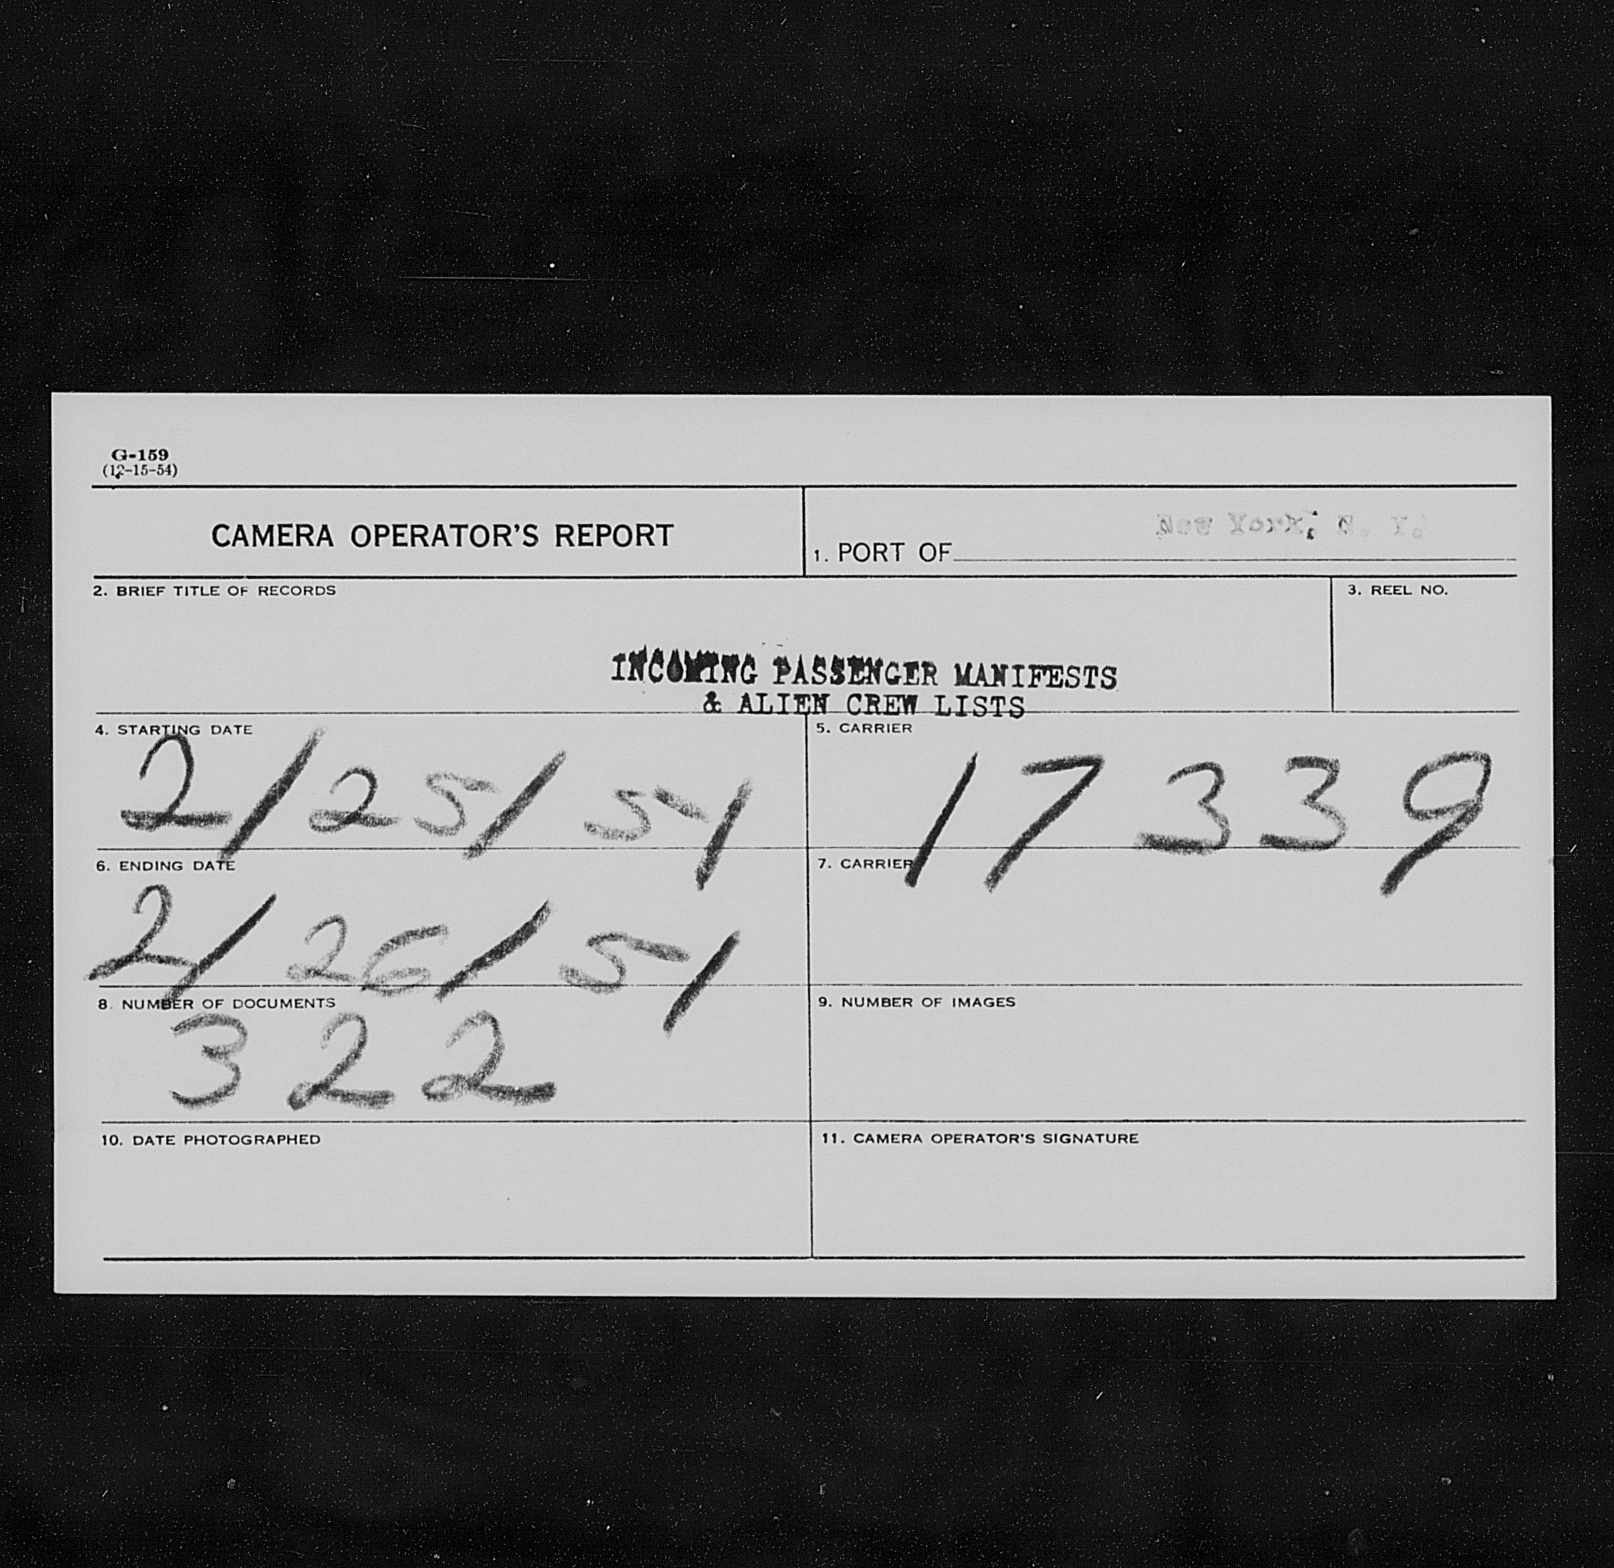 G-159
(12-15-54)
CAMERA OPERATOR'S REPORT
1. PORT OF New York, N. Y.
2. BRIEF TITLE OF RECORDS
3. REEL NO.
INCOMING PASSENGER MANIFESTS
& ALIEN CREW LISTS
4. STARTING DATE
2/25/51
5. CARRIER
17339
6. ENDING DATE
2/26/51
7. CARRIER
8. NUMBER OF DOCUMENTS
322
9. NUMBER OF IMAGES
10. DATE PHOTOGRAPHED
11. CAMERA OPERATOR'S SIGNATURE